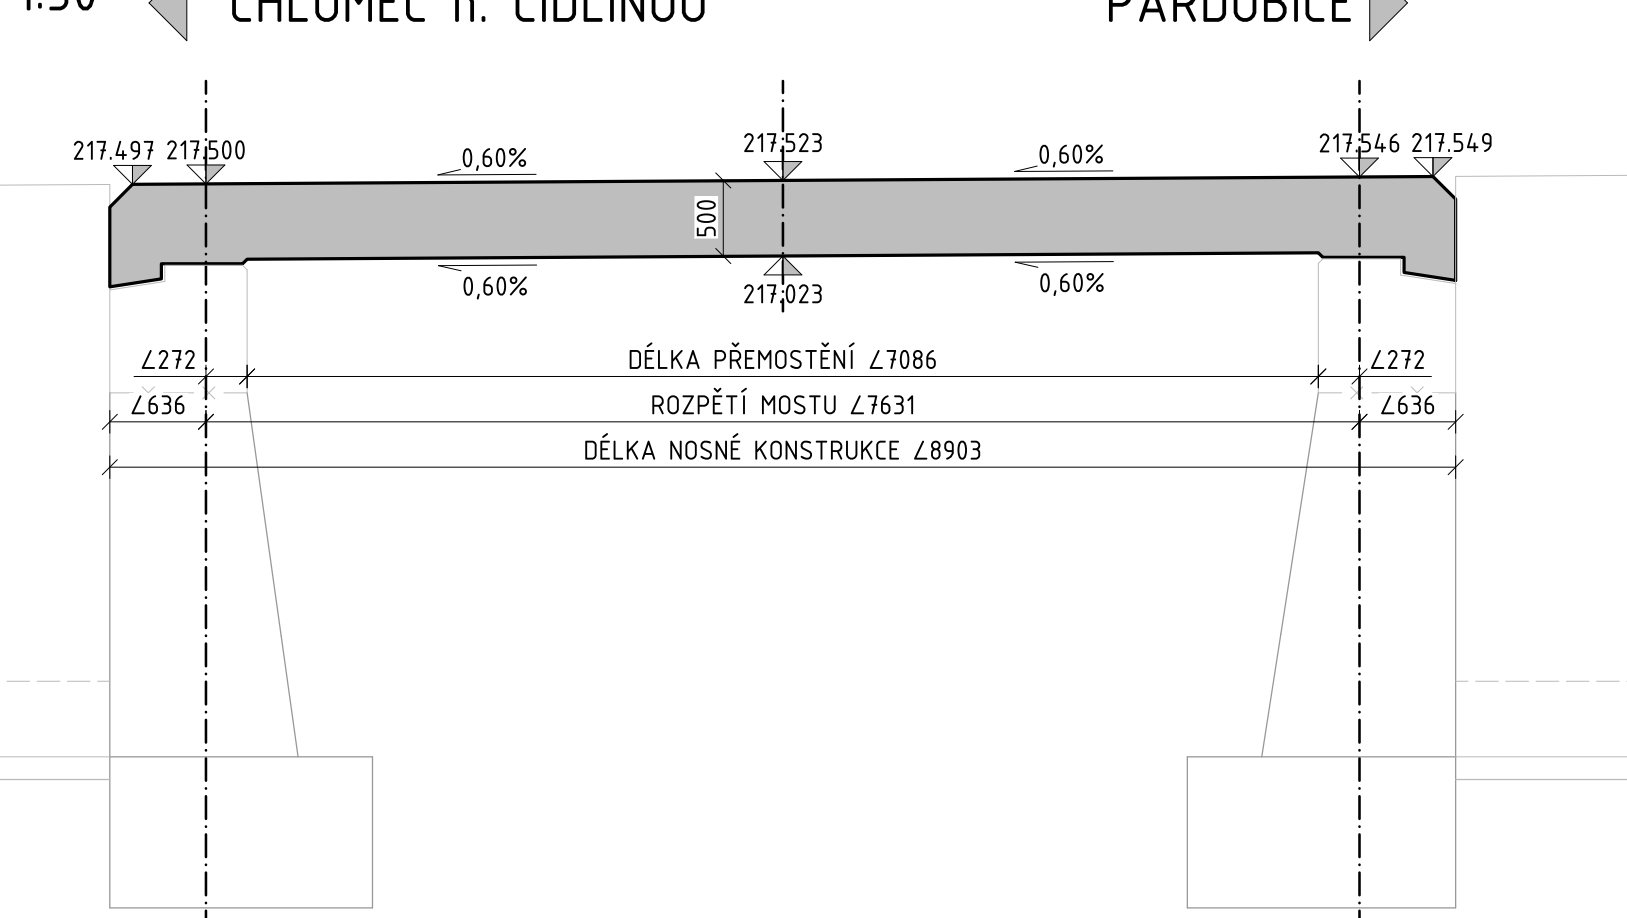 1:50 CHLUMEC n. CIDLINOU PARDUBICE
217.497 217.500 0,60% 217.523 0,60% 217.546 217.549
500
0,60% 217.023 0,60%
∠272 DÉLKA PŘEMOSTĚNÍ ∠7086 ∠272
∠636 ROZPĚTÍ MOSTU ∠7631 ∠636
DÉLKA NOSNÉ KONSTRUKCE ∠8903